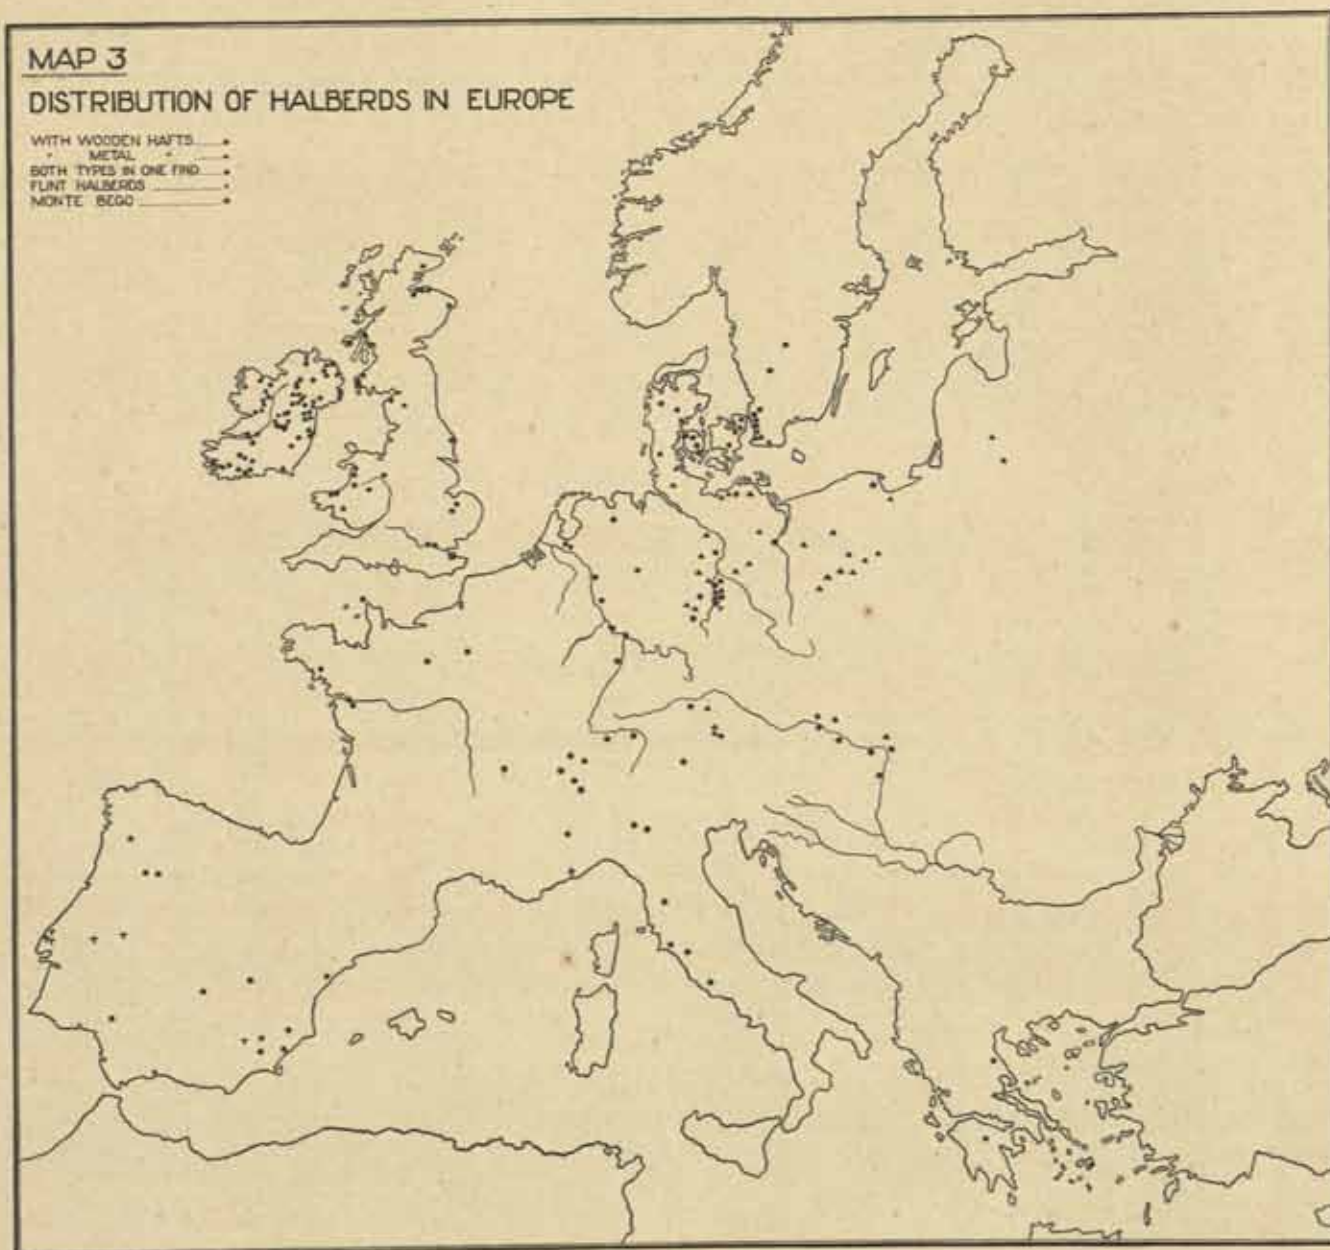 MAP 3
DISTRIBUTION OF HALBERDS IN EUROPE
WITH WOODEN HAFTS
" METAL "
BOTH TYPES IN ONE FIND
FLINT HALBERDS
MONTE BEGO